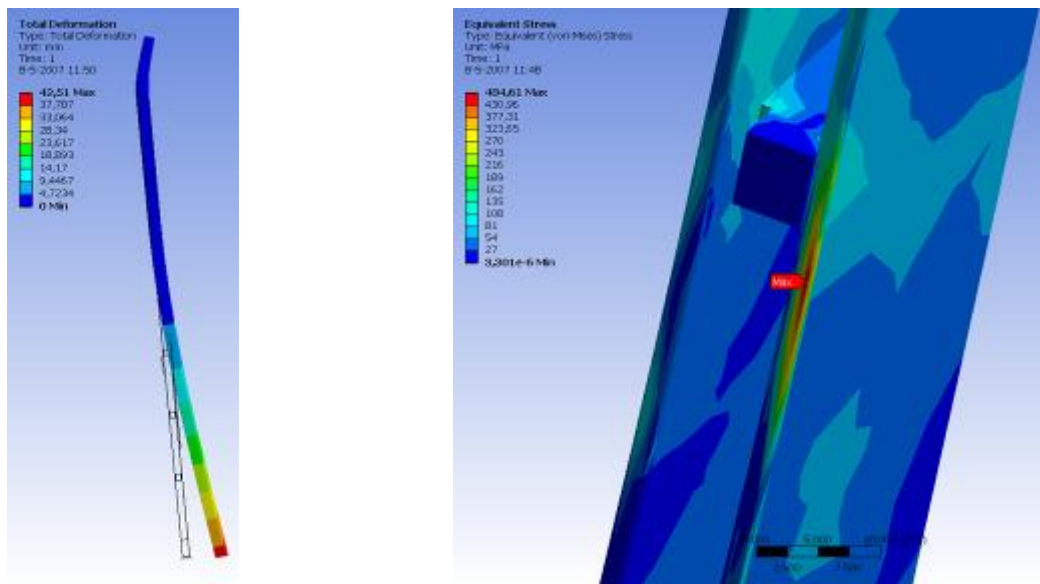 Total Deformation
Type: Total Deformation
Unit: mm
Time: 1
8-5-2007 11:50
42,51 Max
37,787
33,064
28,34
23,617
18,893
14,17
9,4467
4,7234
0 Min
Equivalent Stress
Type: Equivalent (von-Mises) Stress
Unit: MPa
Time: 1
8-5-2007 11:48
484,61 Max
430,96
377,31
323,65
270
243
216
189
162
135
108
81
54
27
3,301e-6 Min
Max
5,000